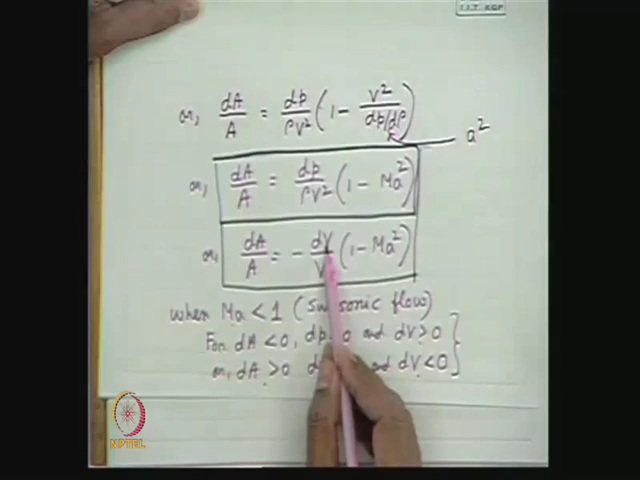 I.I.T. KGP
or, dA/A = dp/ρV² (1 - V²/(dp/dρ)) a²
or, dA/A = dp/ρV² (1 - Ma²)
or, dA/A = - dV/V (1 - Ma²)
when Ma < 1 (subsonic flow)
For dA < 0, dp 0 and dV > 0
or, dA > 0 and dV < 0
NPTEL